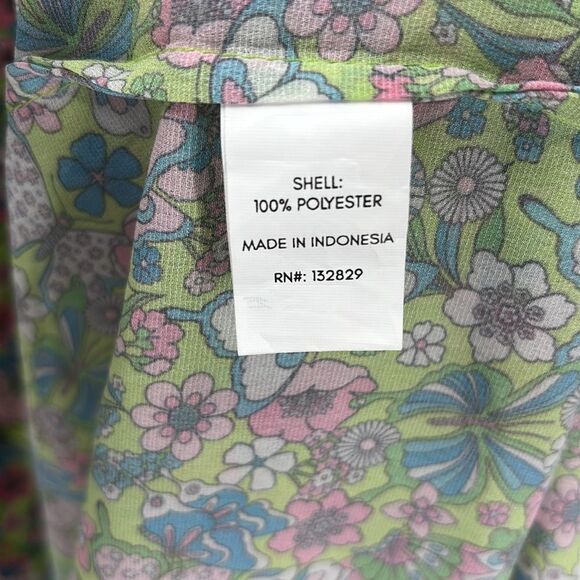 SHELL:
100% POLYESTER
MADE IN INDONESIA
RN#: 132829